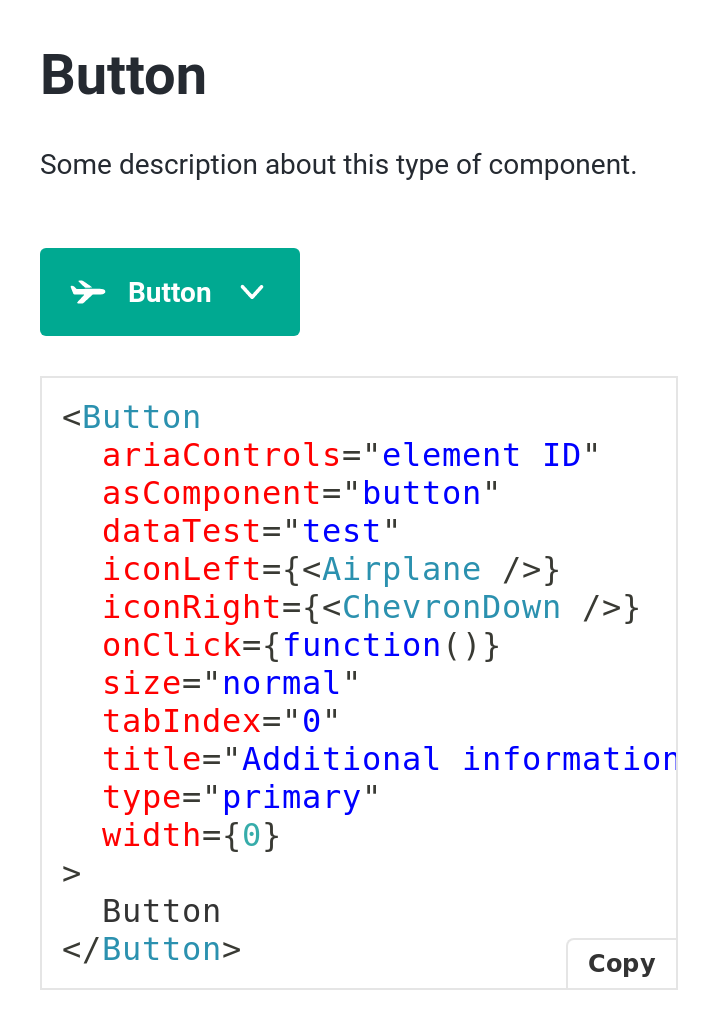 Button
Some description about this type of component.
Button
<Button
  ariaControls="element ID"
  asComponent="button"
  dataTest="test"
  iconLeft={<Airplane />}
  iconRight={<ChevronDown />}
  onClick={function()}
  size="normal"
  tabIndex="0"
  title="Additional information
  type="primary"
  width={0}
>
  Button
</Button>
Copy